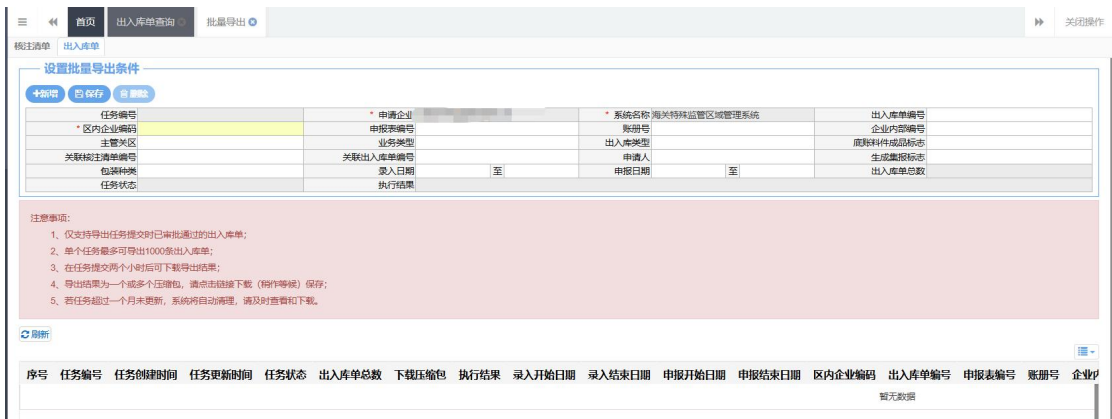 首页 出入库单查询 批量导出 关闭操作
核注清单 出入库单
设置批量导出条件
+新增 保存 删除
任务编号 * 申请企业 * 系统名称 海关特殊监管区域管理系统 出入库单编号
* 区内企业编码 申报表编号 账册号 企业内部编号
主管关区 业务类型 出入库类型 底账料件成品标志
关联核注清单编号 关联出入库单编号 申请人 生成集报标志
包装种类 录入日期 至 申报日期 至 出入库单总数
任务状态 执行结果
注意事项：
1、仅支持导出任务提交时已审批通过的出入库单；
2、单个任务最多可导出1000条出入库单；
3、在任务提交两个小时后可下载导出结果；
4、导出结果为一个或多个压缩包，请点击链接下载（稍作等候）保存；
5、若任务超过一个月未更新，系统将自动清理，请及时查看和下载。
刷新
序号 任务编号 任务创建时间 任务更新时间 任务状态 出入库单总数 下载压缩包 执行结果 录入开始日期 录入结束日期 申报开始日期 申报结束日期 区内企业编码 出入库单编号 申报表编号 账册号 企业内
暂无数据